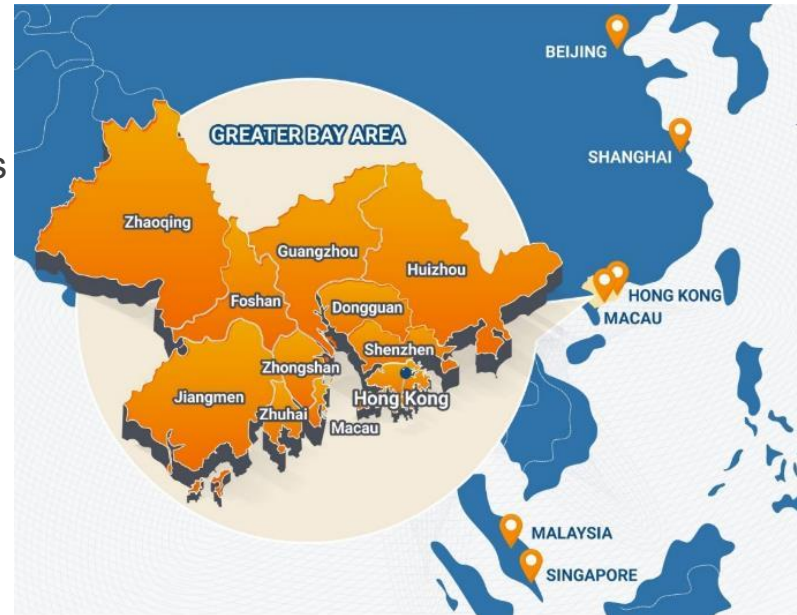 BEIJING
GREATER BAY AREA
SHANGHAI
s
Zhaoqing
Guangzhou
Huizhou
Foshan
Dongguan
HONG KONG
MACAU
Shenzhen
Zhongshan
Jiangmen
Hong Kong
Zhuhai
Macau
MALAYSIA
SINGAPORE